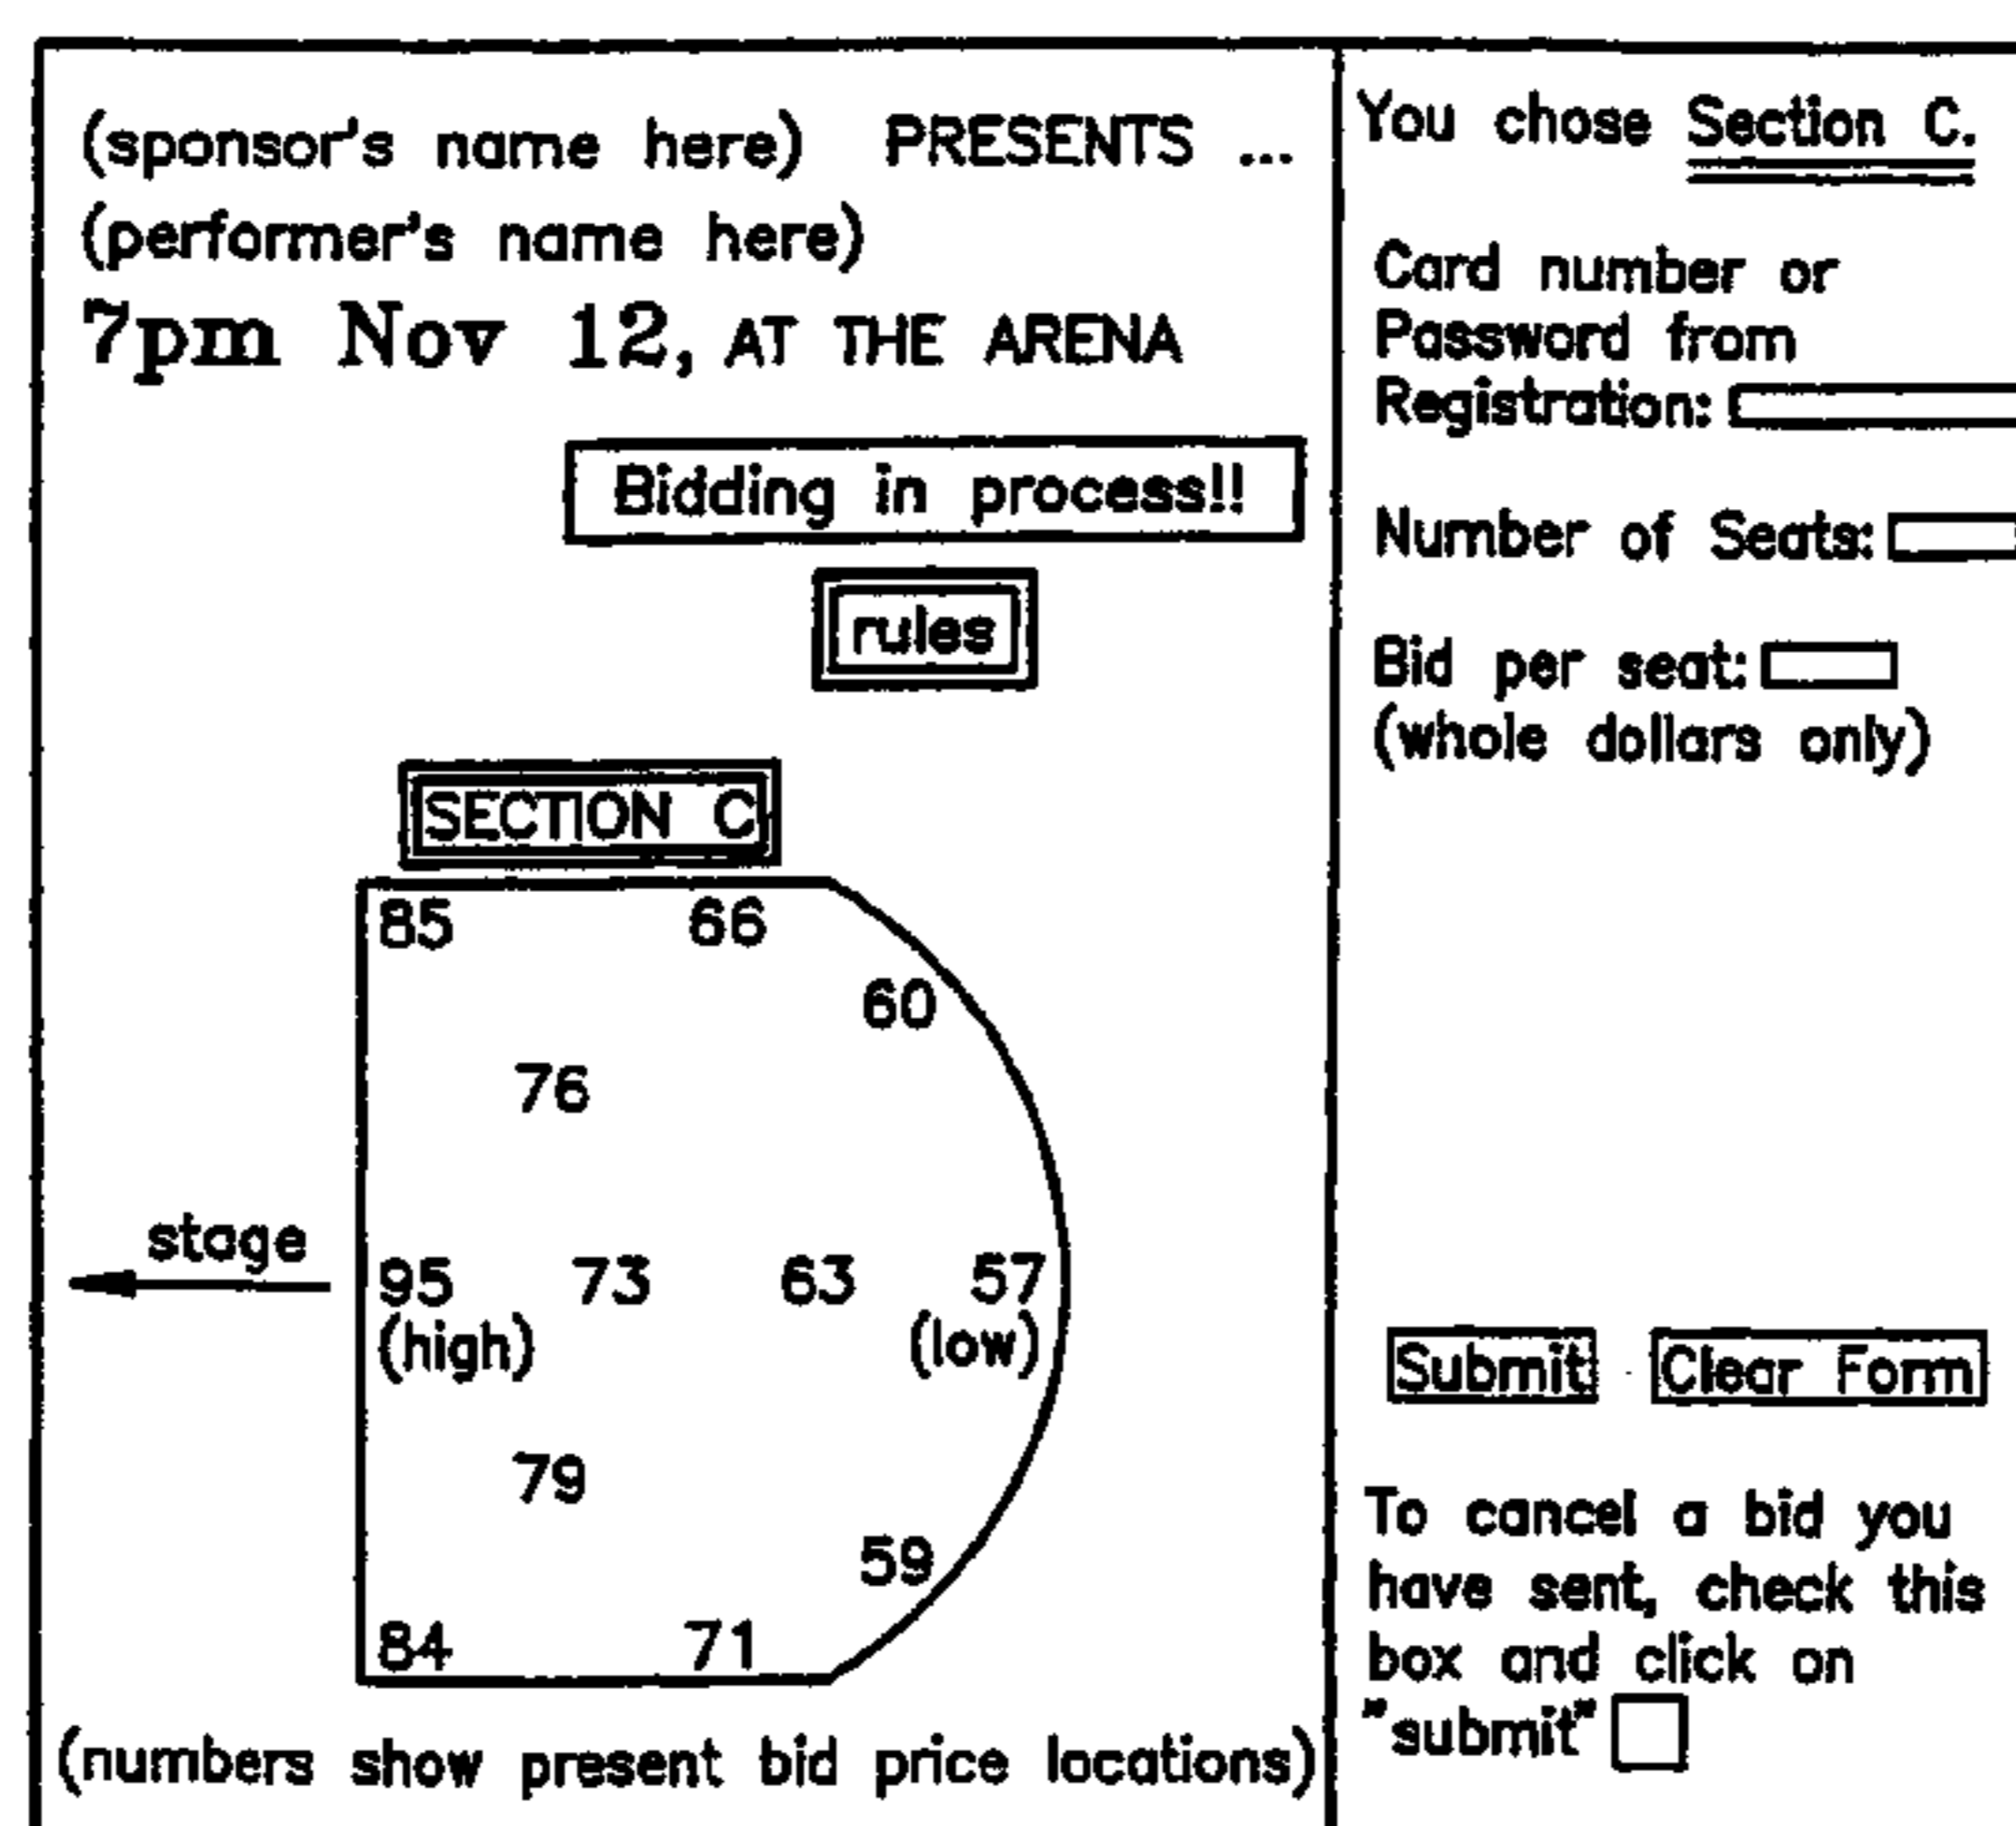 (sponsor's name here) PRESENTS ...
(performer's name here)
7pm Nov 12, AT THE ARENA
Bidding in process!!
rules
SECTION C
85 66
60
76
stage
95 73 63 57
(high) (low)
79
59
84 71
(numbers show present bid price locations)
You chose Section C.
Card number or
Password from
Registration:
Number of Seats:
Bid per seat:
(whole dollars only)
Submit Clear Form
To cancel a bid you
have sent, check this
box and click on
"submit"